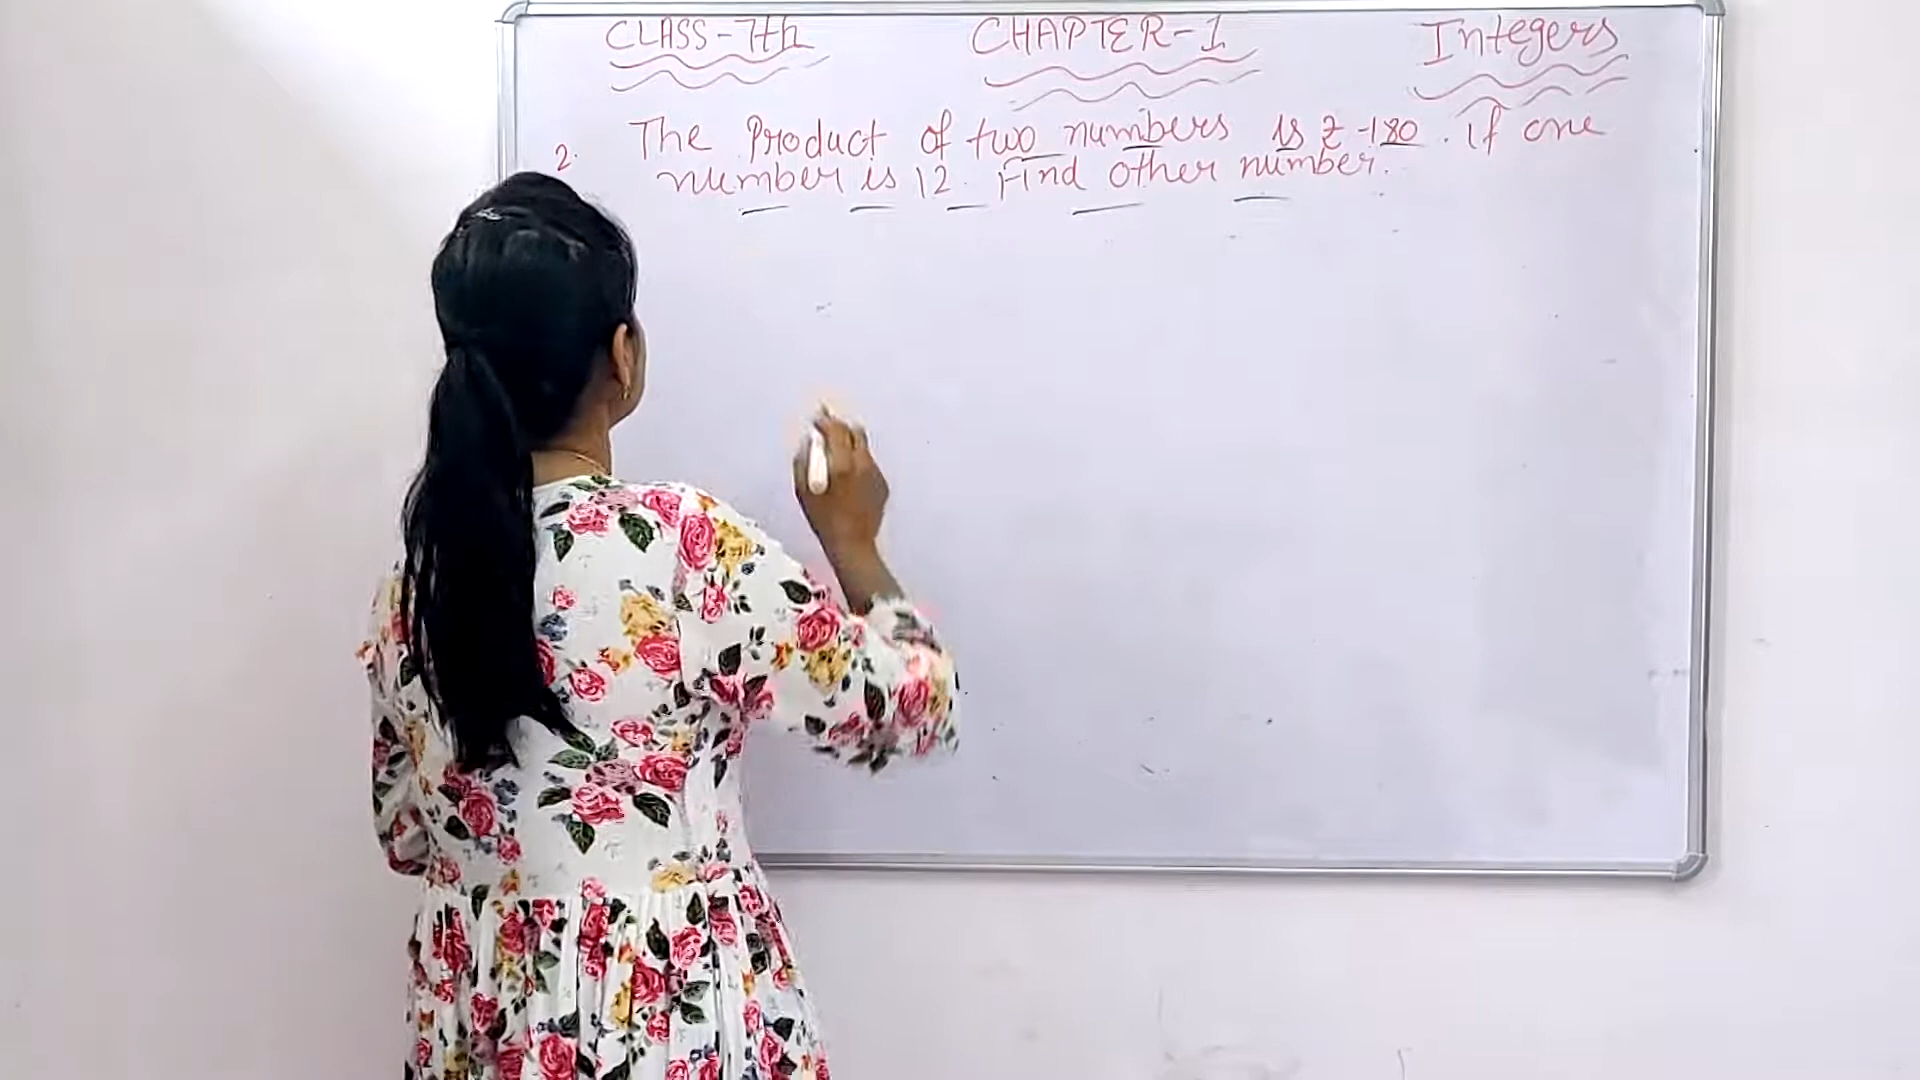 CLASS-7th CHAPTER-1 Integers
2. The Product of two numbers is -180. If one
number is 12. Find other number.